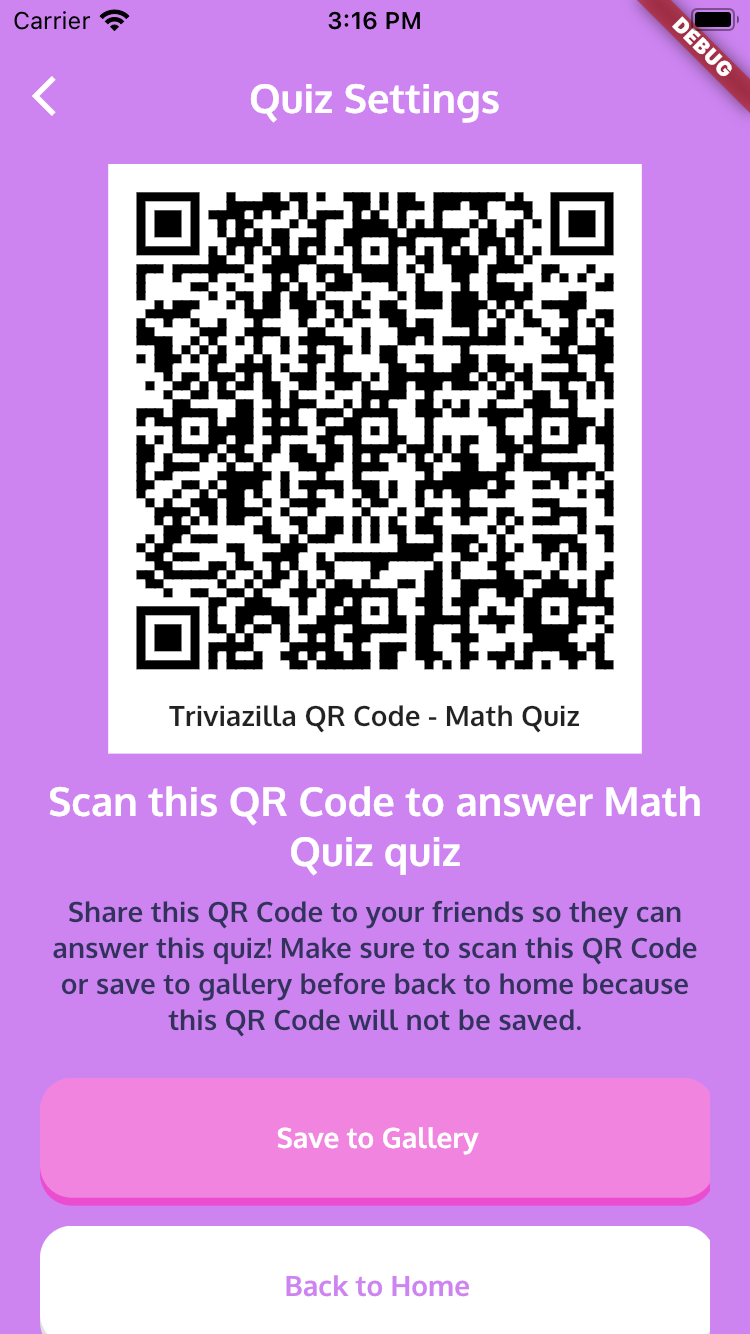 Carrier 3:16 PM
DEBUG
Quiz Settings
Triviazilla QR Code - Math Quiz
Scan this QR Code to answer Math
Quiz quiz
Share this QR Code to your friends so they can
answer this quiz! Make sure to scan this QR Code
or save to gallery before back to home because
this QR Code will not be saved.
Save to Gallery
Back to Home